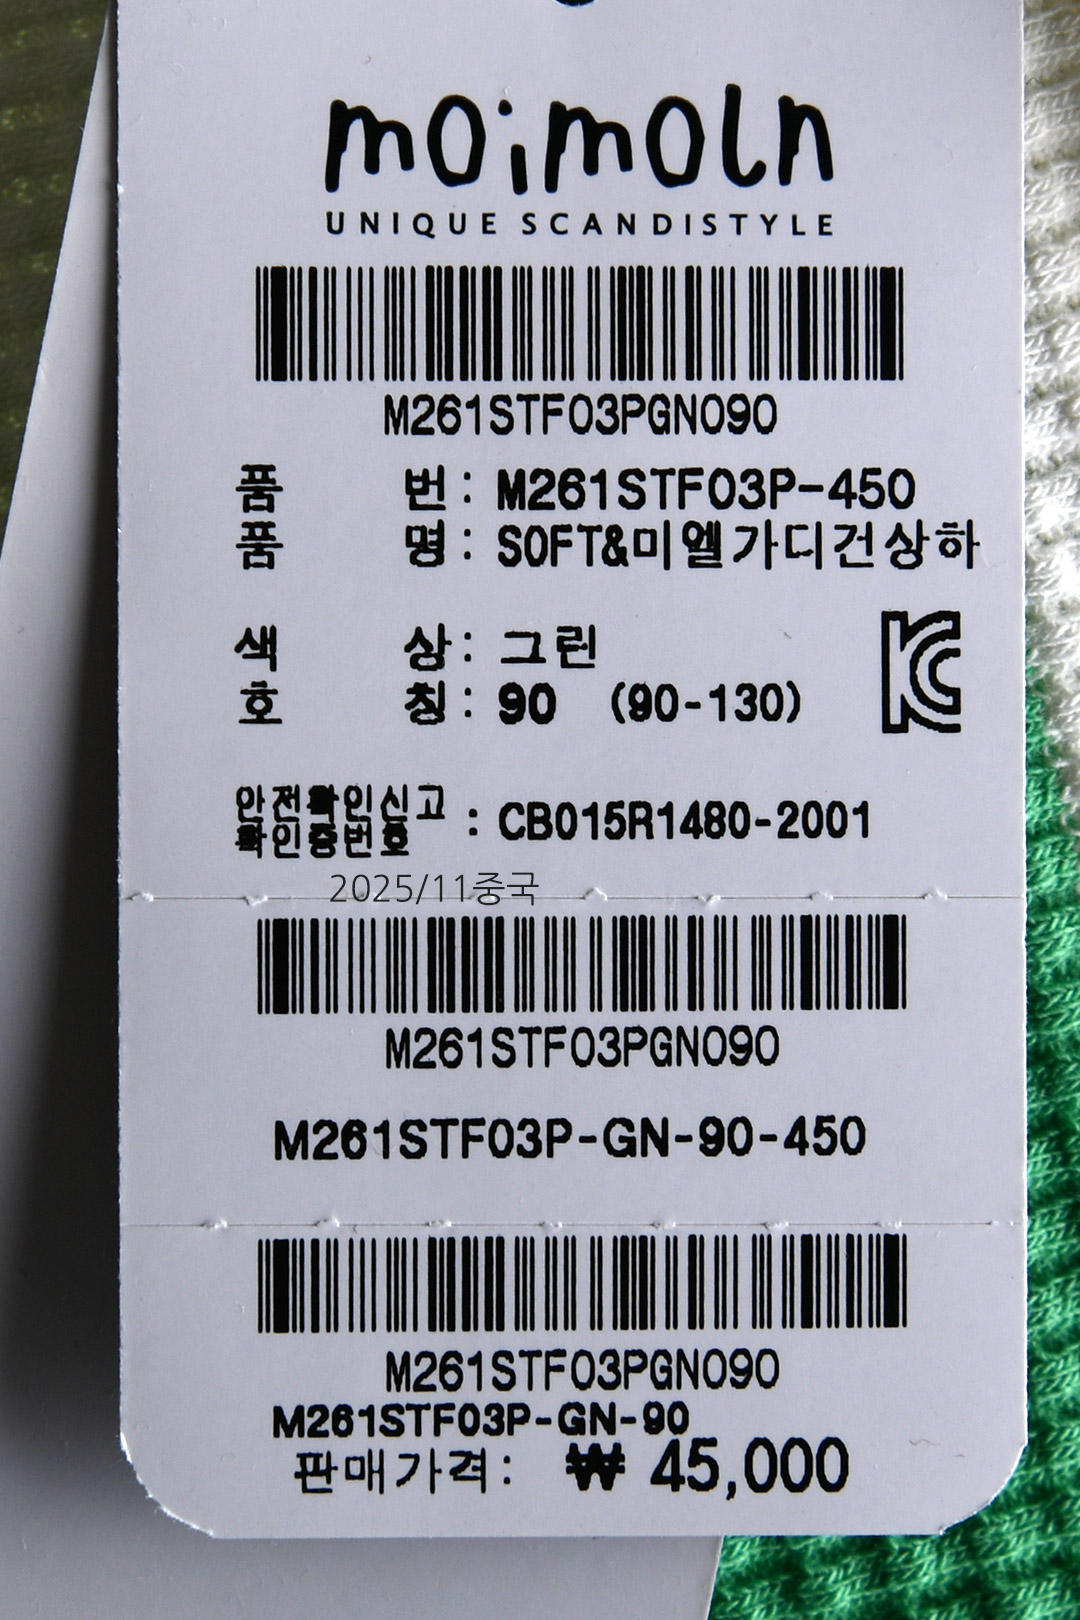 moimoln
UNIQUE SCANDISTYLE
M261STF03PGN090
품 번 : M261STF03P-450
품 명 : SOFT&미엘가디건상하
색 상 : 그린
호 칭 : 90 (90-130)
안전확인신고
확인증번호 : CB015R1480-2001
2025/11중국
M261STF03PGN090
M261STF03P-GN-90-450
M261STF03PGN090
M261STF03P-GN-90
판매가격 : ₩ 45,000